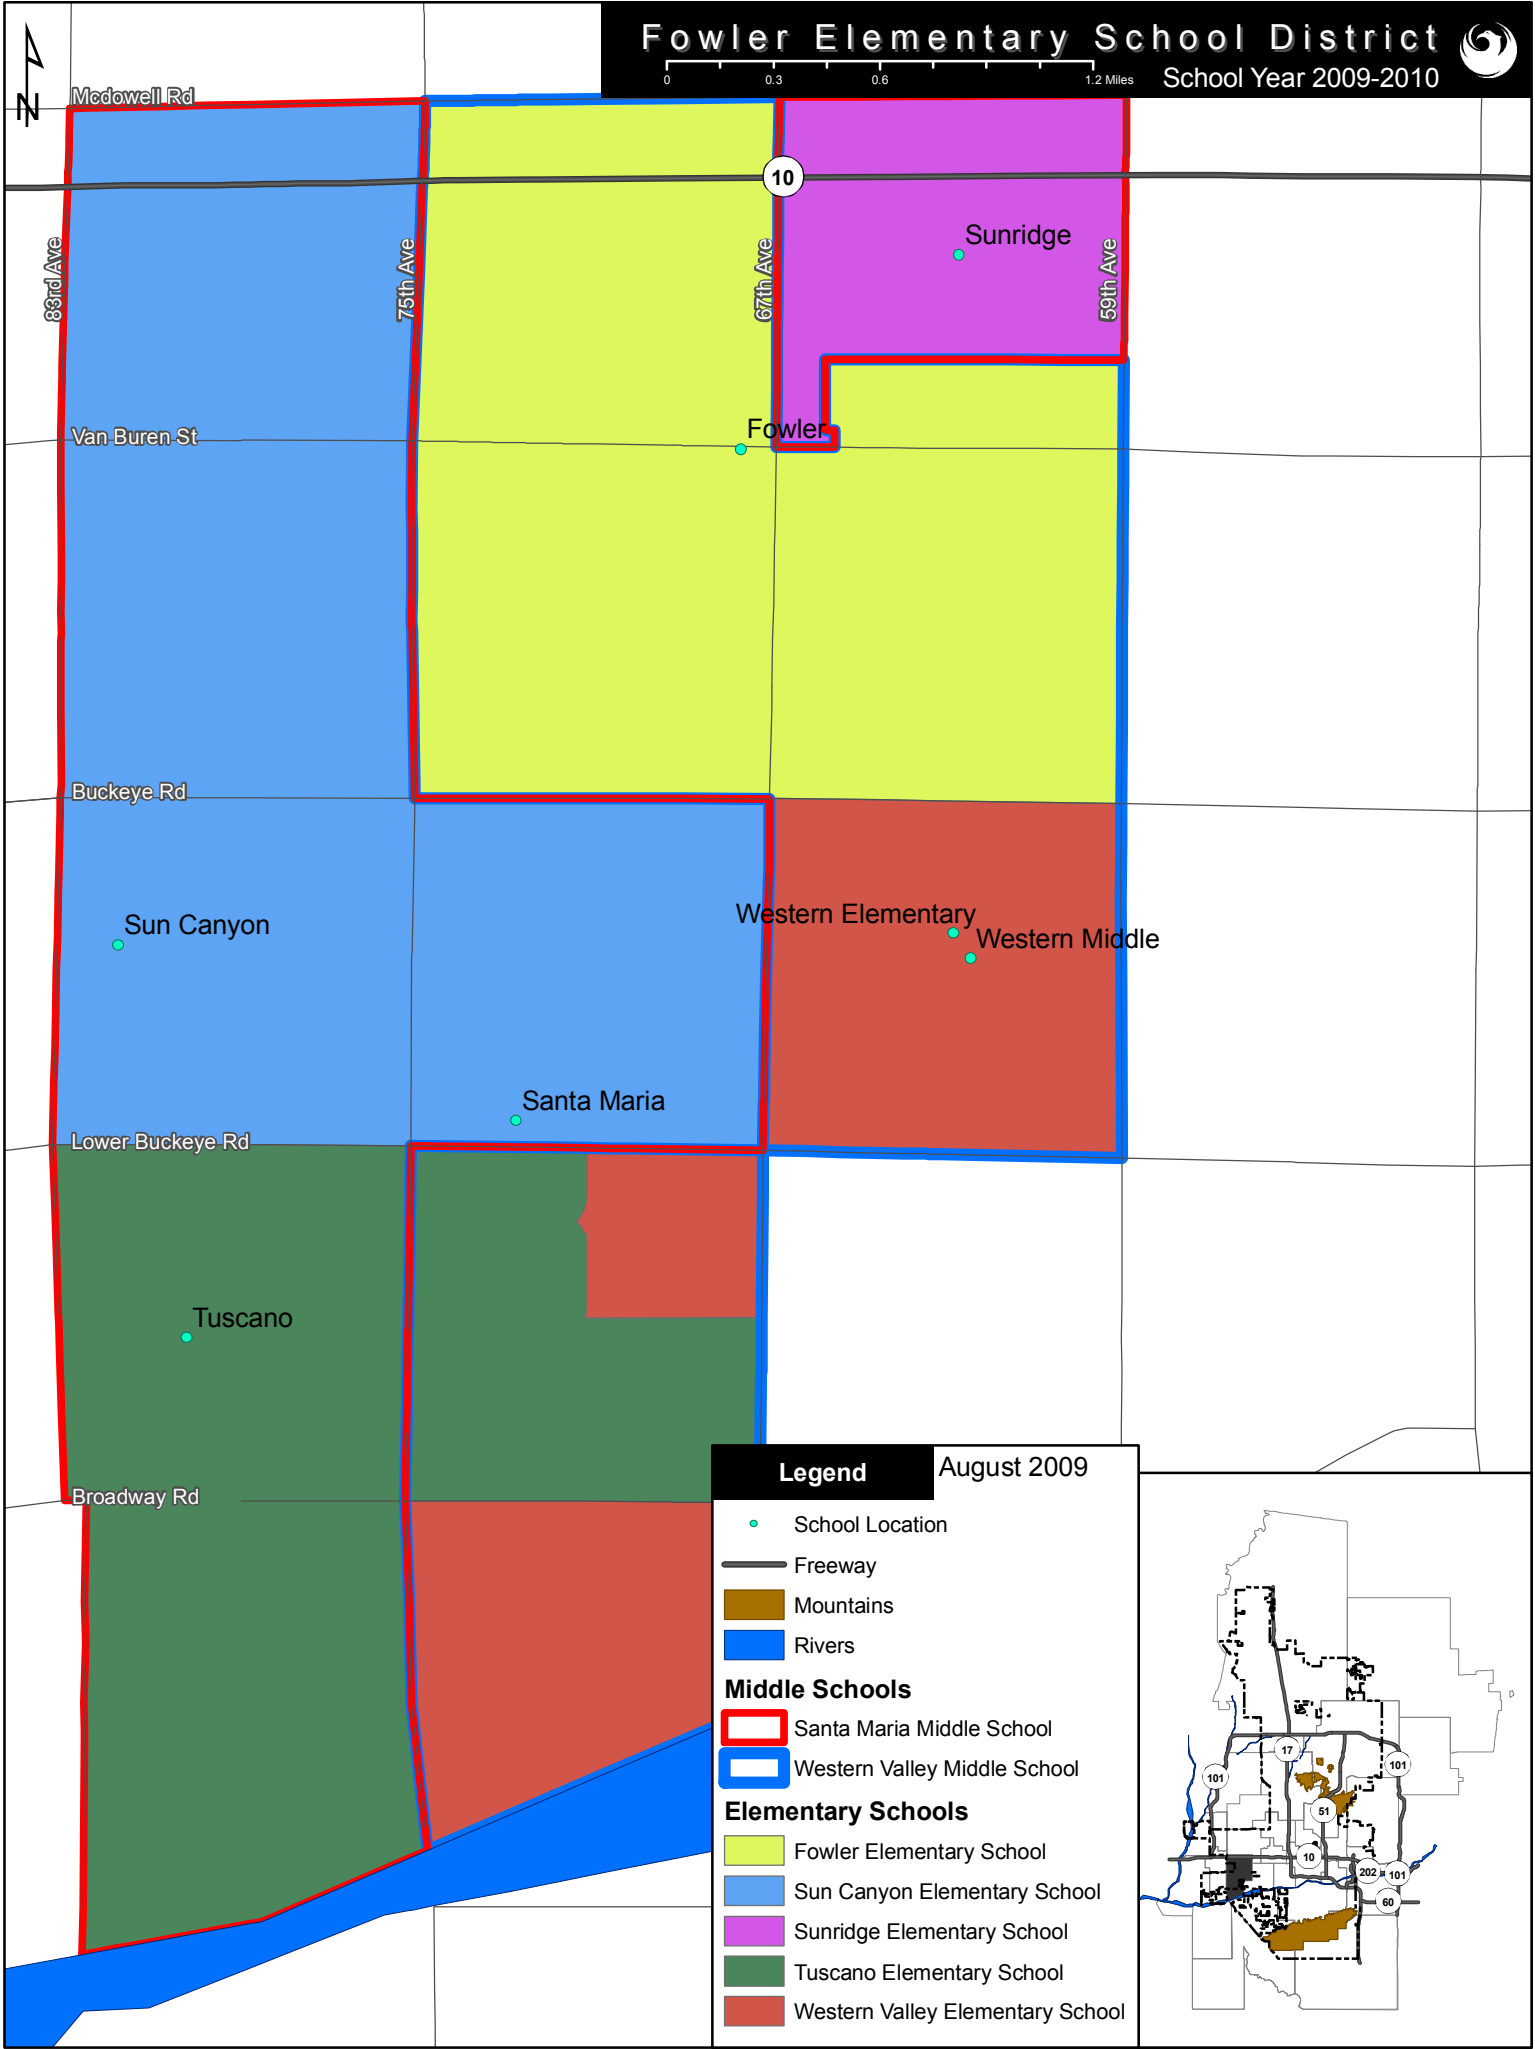 Fowler Elementary School District
0 0.3 0.6 1.2 Miles
School Year 2009-2010
N
Mcdowell Rd
10
83rd Ave
75th Ave
67th Ave
59th Ave
Sunridge
Van Buren St
Fowler
Buckeye Rd
Sun Canyon
Western Elementary
Western Middle
Santa Maria
Lower Buckeye Rd
Tuscano
Broadway Rd
Legend
August 2009
School Location
Freeway
Mountains
Rivers
Middle Schools
Santa Maria Middle School
Western Valley Middle School
Elementary Schools
Fowler Elementary School
Sun Canyon Elementary School
Sunridge Elementary School
Tuscano Elementary School
Western Valley Elementary School
17
101
101
51
10
202
101
60